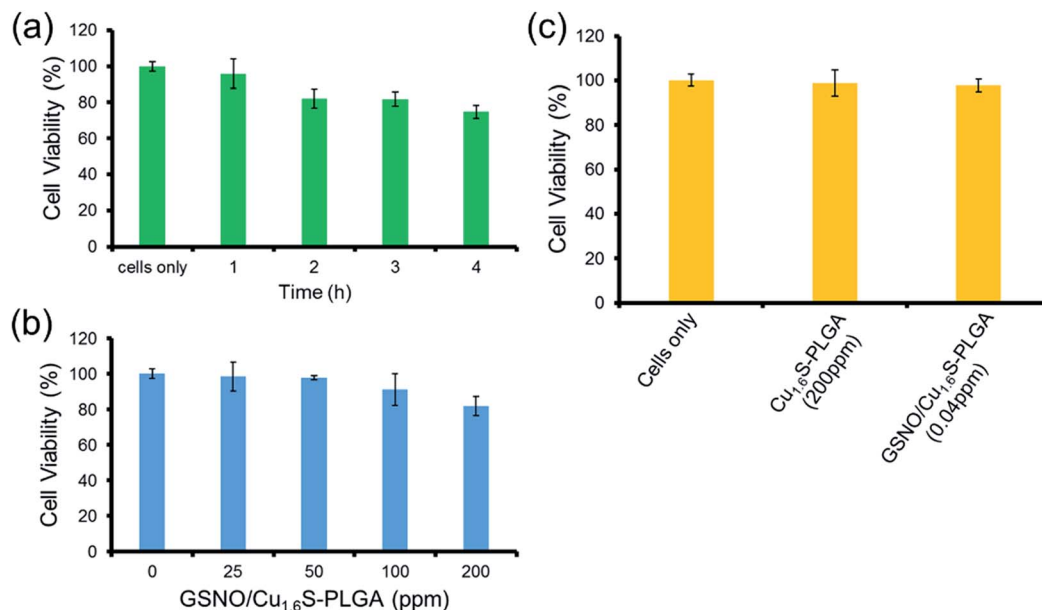 (a)
Cell Viability (%)
120
100
80
60
40
20
0
cells only 1 2 3 4
Time (h)
(b)
Cell Viability (%)
120
100
80
60
40
20
0
0 25 50 100 200
GSNO/Cu₁.₆S-PLGA (ppm)
(c)
Cell Viability (%)
120
100
80
60
40
20
0
Cells only
Cu₁.₆S-PLGA
(200ppm)
GSNO/Cu₁.₆S-PLGA
(0.04ppm)